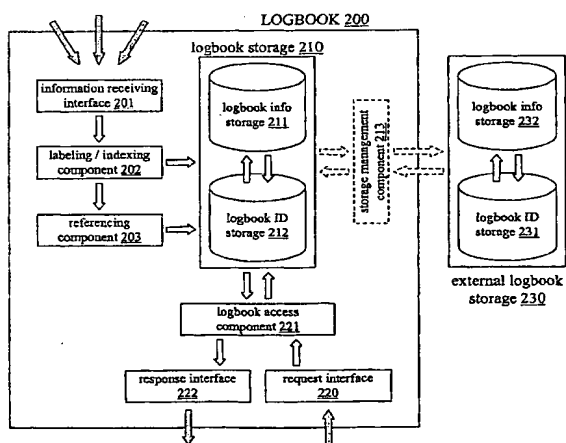 LOGBOOK 200
logbook storage 210
information receiving
interface 201
labeling / indexing
component 202
referencing
component 203
logbook info
storage 211
logbook ID
storage 212
storage management
component 213
logbook info
storage 232
logbook ID
storage 231
external logbook
storage 230
logbook access
component 221
response interface
222
request interface
220